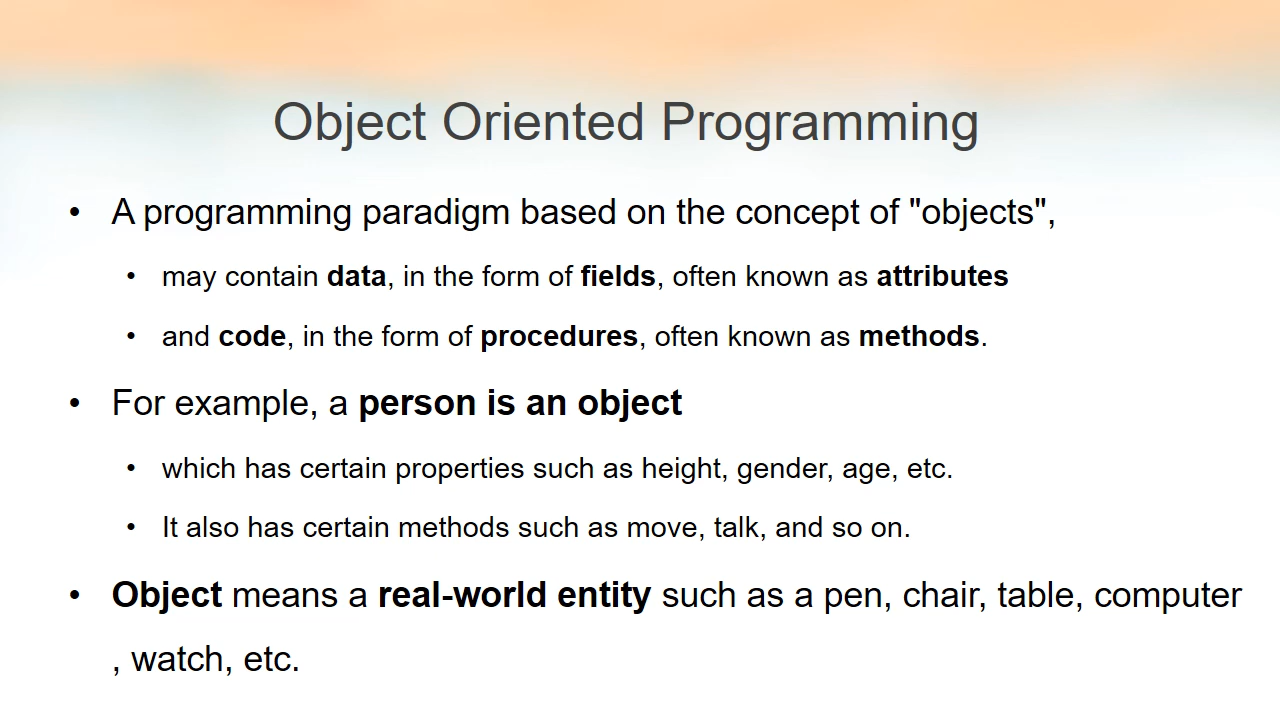 Object Oriented Programming
• A programming paradigm based on the concept of "objects",
• may contain data, in the form of fields, often known as attributes
• and code, in the form of procedures, often known as methods.
• For example, a person is an object
• which has certain properties such as height, gender, age, etc.
• It also has certain methods such as move, talk, and so on.
• Object means a real-world entity such as a pen, chair, table, computer
, watch, etc.